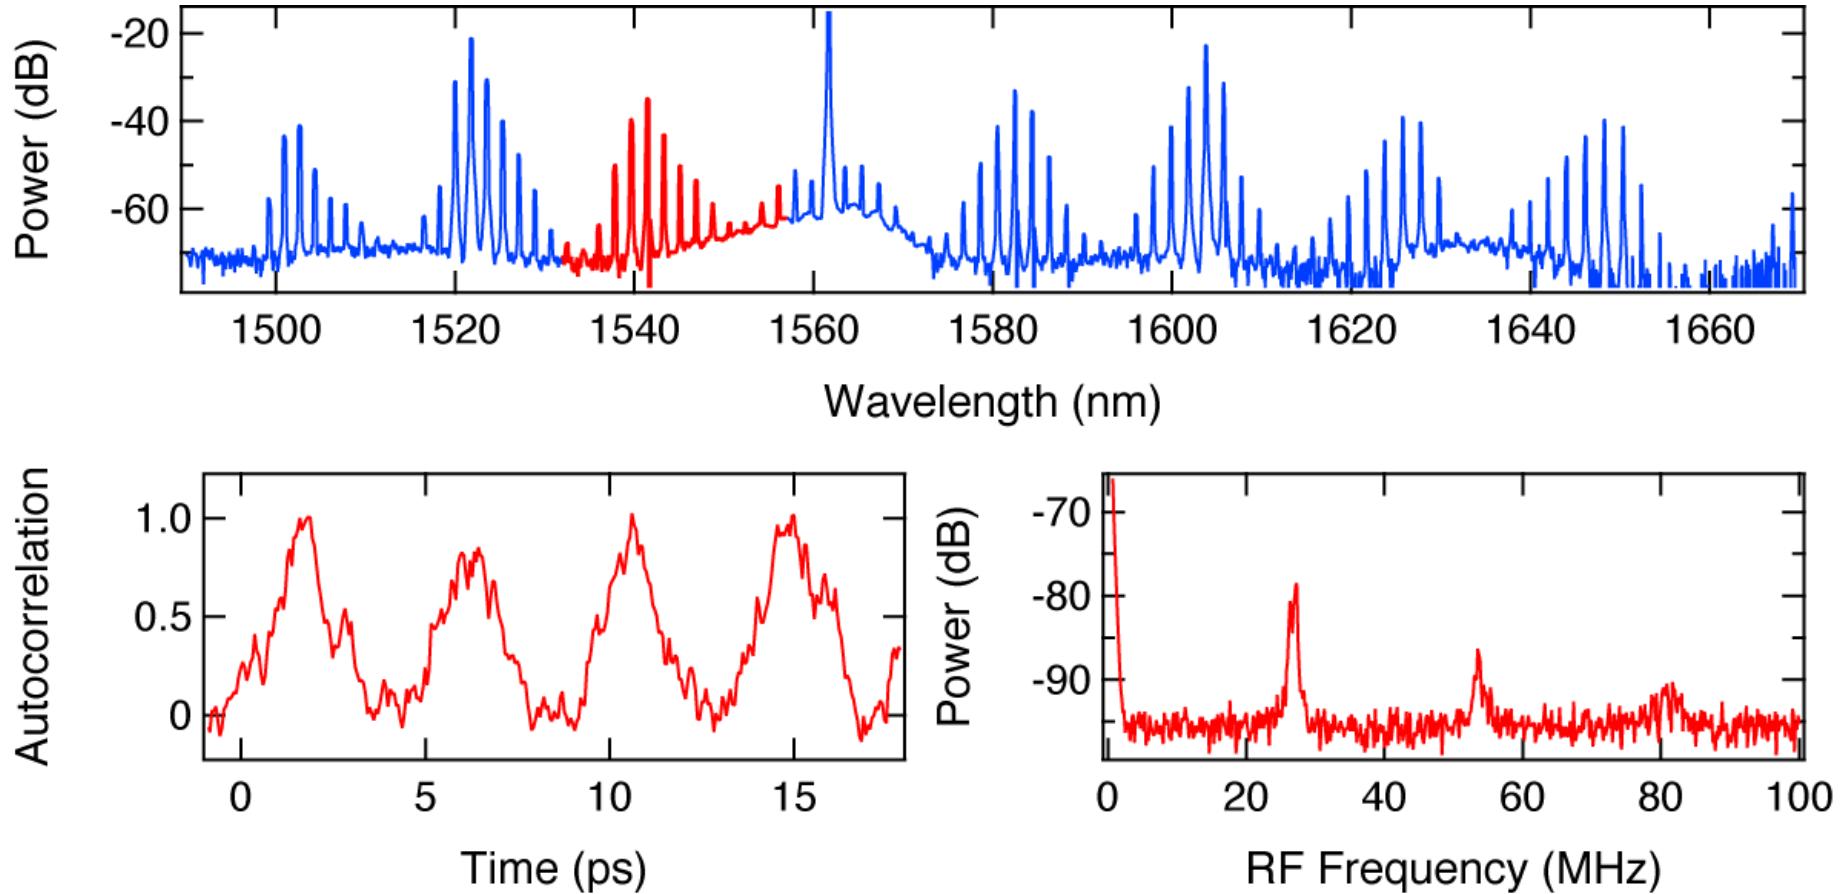 Power (dB)
-20
-40
-60
1500 1520 1540 1560 1580 1600 1620 1640 1660
Wavelength (nm)
Autocorrelation
1.0
0.5
0
0 5 10 15
Time (ps)
Power (dB)
-70
-80
-90
0 20 40 60 80 100
RF Frequency (MHz)